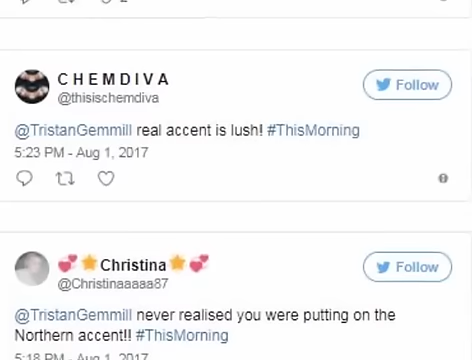 C H E M D I V A
Follow
@thisischemdiva
@TristanGemmill real accent is lush! #ThisMorning
5:23 PM - Aug 1, 2017
💕⭐Christina⭐💕
Follow
@Christinaaaaa87
@TristanGemmill never realised you were putting on the
Northern accent!! #ThisMorning
5:18 PM - Aug 1, 2017